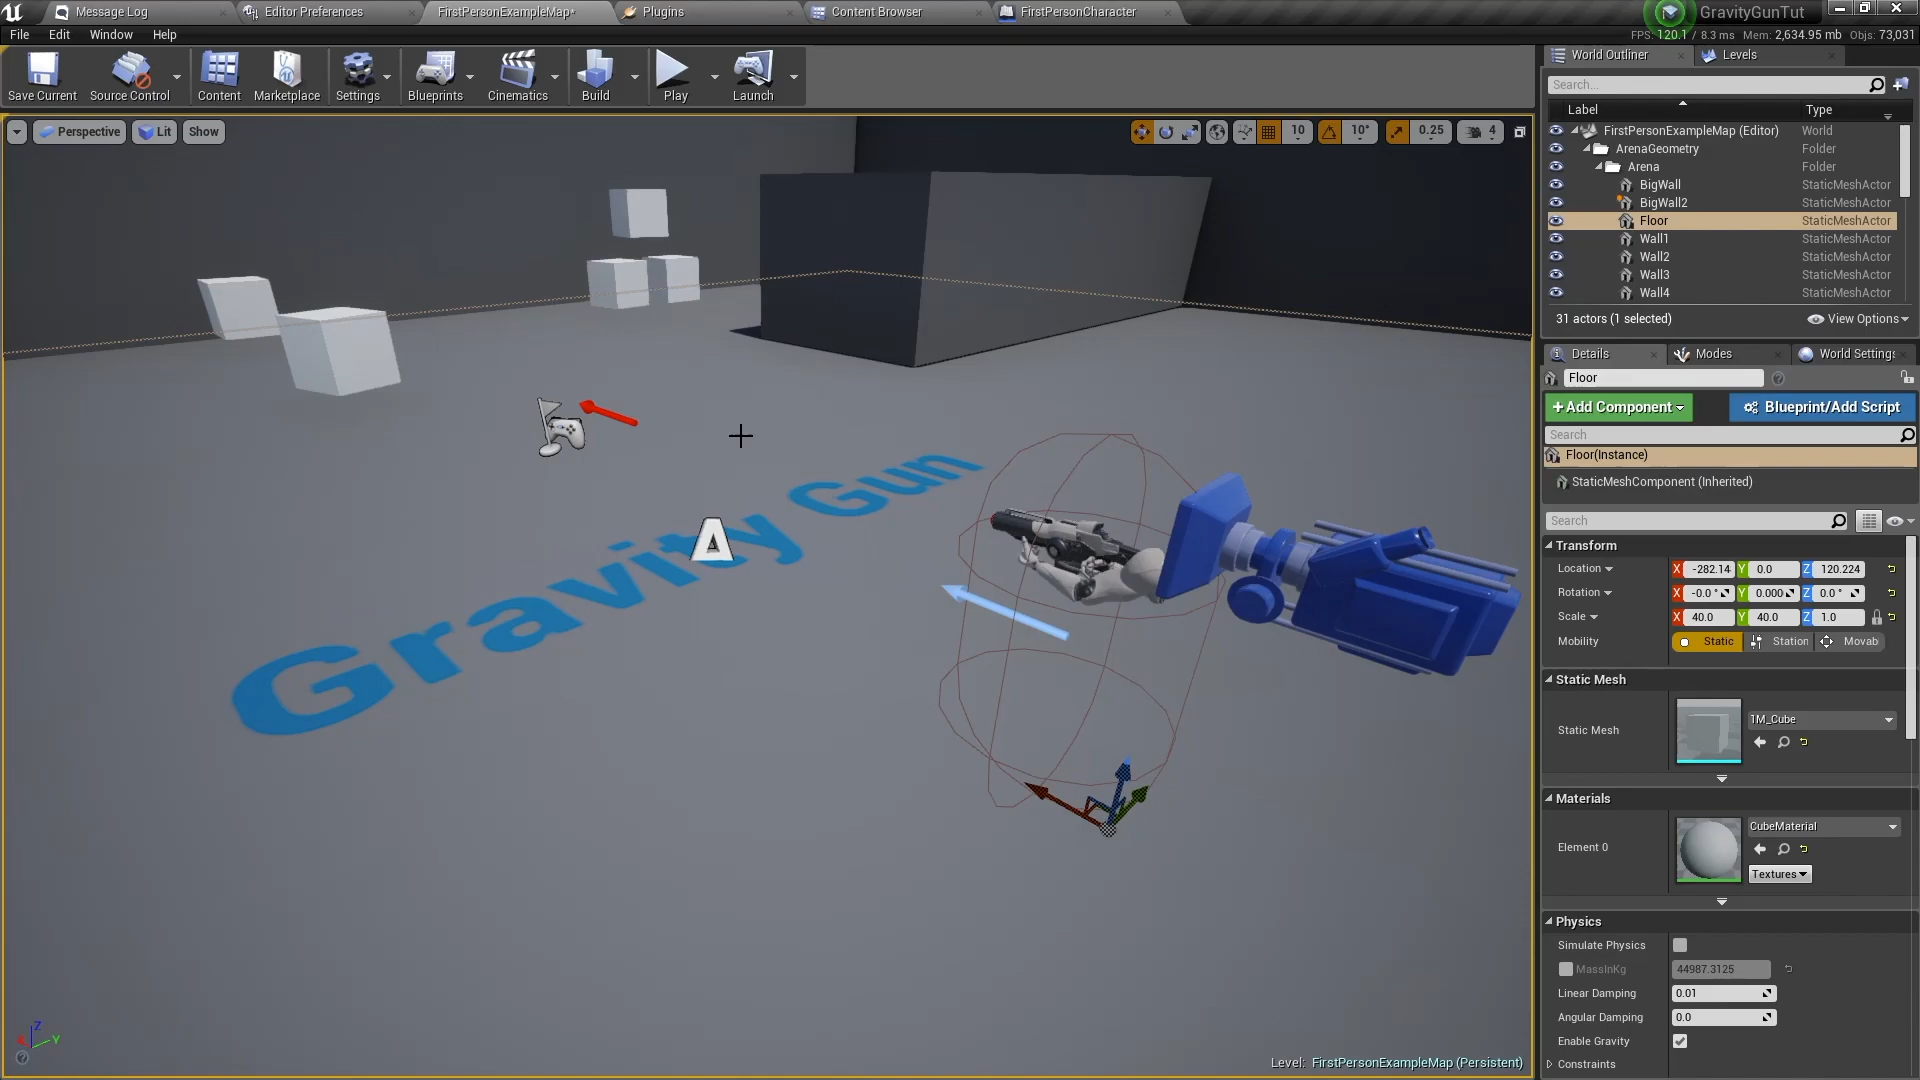 Message Log
Editor Preferences
FirstPersonExampleMap*
Plugins
Content Browser
FirstPersonCharacter
GravityGunTut
File Edit Window Help
FPS: 120.1 / 8.3 ms Mem: 2,634.95 mb Objs: 73,031
Save Current
Source Control
Content
Marketplace
Settings
Blueprints
Cinematics
Build
Play
Launch
World Outliner
Levels
Search...
Label Type
Perspective
Lit
Show
10
10°
0.25
4
FirstPersonExampleMap (Editor) World
ArenaGeometry Folder
Arena Folder
BigWall StaticMeshActor
BigWall2 StaticMeshActor
Floor StaticMeshActor
Wall1 StaticMeshActor
Wall2 StaticMeshActor
Wall3 StaticMeshActor
Wall4 StaticMeshActor
31 actors (1 selected)
View Options
Details
Modes
World Settings
Floor
+Add Component
Blueprint/Add Script
Search
Floor(Instance)
StaticMeshComponent (Inherited)
Search
Gravity Gun
Transform
Location X -282.14 Y 0.0 Z 120.224
Rotation X -0.0 ° Y 0.000 Z 0.0 °
Scale X 40.0 Y 40.0 Z 1.0
Mobility Static Station Movab
Static Mesh
Static Mesh
1M_Cube
Materials
Element 0
CubeMaterial
Textures
Physics
Simulate Physics
MassInKg 44987.3125
Linear Damping 0.01
Angular Damping 0.0
Enable Gravity
Constraints
X Z Y
Level: FirstPersonExampleMap (Persistent)